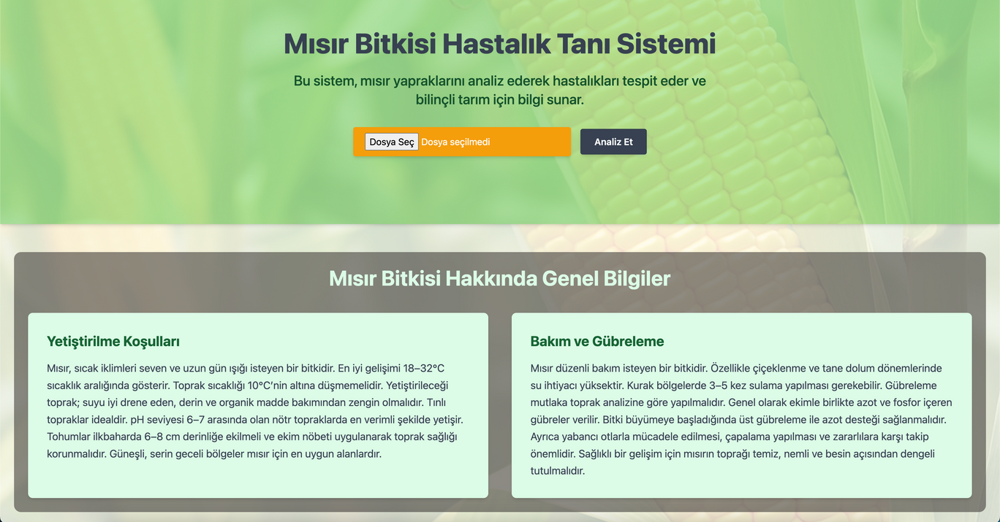 Mısır Bitkisi Hastalık Tanı Sistemi
Bu sistem, mısır yapraklarını analiz ederek hastalıkları tespit eder ve
bilinçli tarım için bilgi sunar.
Dosya Seç Dosya seçilmedi
Analiz Et
Mısır Bitkisi Hakkında Genel Bilgiler
Yetiştirilme Koşulları
Mısır, sıcak iklimleri seven ve uzun gün ışığı isteyen bir bitkidir. En iyi gelişimi 18–32°C
sıcaklık aralığında gösterir. Toprak sıcaklığı 10°C’nin altına düşmemelidir. Yetiştirileceği
toprak; suyu iyi drene eden, derin ve organik madde bakımından zengin olmalıdır. Tınlı
topraklar idealdir. pH seviyesi 6–7 arasında olan nötr topraklarda en verimli şekilde yetişir.
Tohumlar ilkbaharda 6–8 cm derinliğe ekilmeli ve ekim nöbeti uygulanarak toprak sağlığı
korunmalıdır. Güneşli, serin geceli bölgeler mısır için en uygun alanlardır.
Bakım ve Gübreleme
Mısır düzenli bakım isteyen bir bitkidir. Özellikle çiçeklenme ve tane dolum dönemlerinde
su ihtiyacı yüksektir. Kurak bölgelerde 3–5 kez sulama yapılması gerekebilir. Gübreleme
mutlaka toprak analizine göre yapılmalıdır. Genel olarak ekimle birlikte azot ve fosfor içeren
gübreler verilir. Bitki büyümeye başladığında üst gübreleme ile azot desteği sağlanmalıdır.
Ayrıca yabancı otlarla mücadele edilmesi, çapalama yapılması ve zararlılara karşı takip
önemlidir. Sağlıklı bir gelişim için mısırın toprağı temiz, nemli ve besin açısından dengeli
tutulmalıdır.